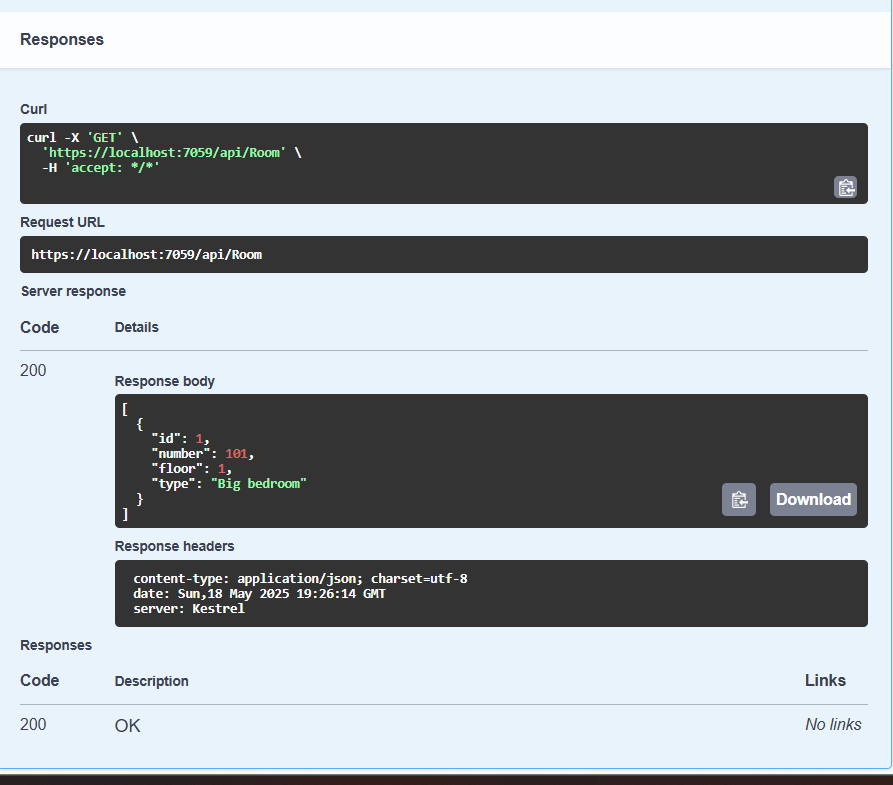 Responses
Curl
curl -X 'GET' \
  'https://localhost:7059/api/Room' \
  -H 'accept: */*'
Request URL
https://localhost:7059/api/Room
Server response
Code Details
200
Response body
[
  {
    "id": 1,
    "number": 101,
    "floor": 1,
    "type": "Big bedroom"
  }
]
Download
Response headers
content-type: application/json; charset=utf-8
date: Sun,18 May 2025 19:26:14 GMT
server: Kestrel
Responses
Code Description Links
200 OK No links